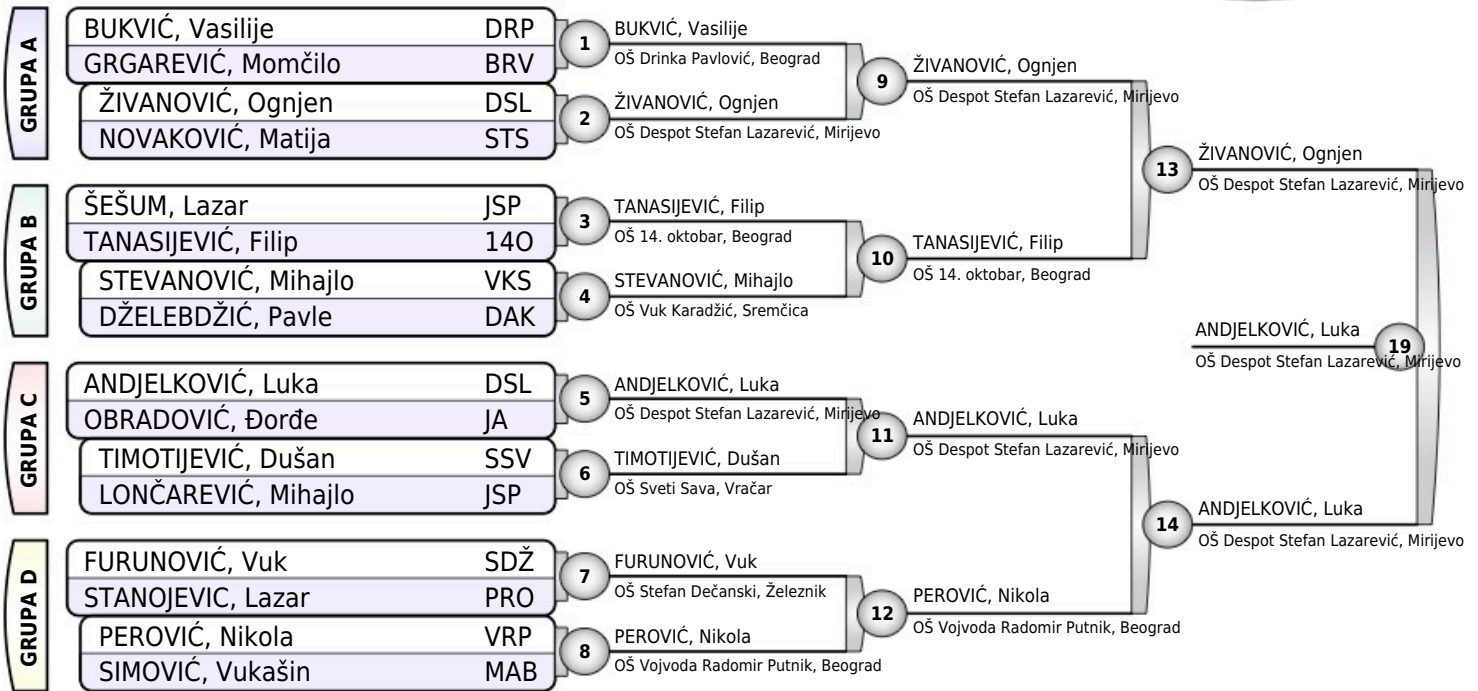 GRUPA A
BUKVIĆ, Vasilije DRP
GRGAREVIĆ, Momčilo BRV
ŽIVANOVIĆ, Ognjen DSL
NOVAKOVIĆ, Matija STS
GRUPA B
ŠEŠUM, Lazar JSP
TANASIJEVIĆ, Filip 14O
STEVANOVIĆ, Mihajlo VKS
DŽELEBDŽIĆ, Pavle DAK
GRUPA C
ANDJELKOVIĆ, Luka DSL
OBRADOVIĆ, Đorđe JA
TIMOTIJEVIĆ, Dušan SSV
LONČAREVIĆ, Mihajlo JSP
GRUPA D
FURUNOVIĆ, Vuk SDŽ
STANOJEVIC, Lazar PRO
PEROVIĆ, Nikola VRP
SIMOVIĆ, Vukašin MAB
1
BUKVIĆ, Vasilije
OŠ Drinka Pavlović, Beograd
2
ŽIVANOVIĆ, Ognjen
OŠ Despot Stefan Lazarević, Mirijevo
3
TANASIJEVIĆ, Filip
OŠ 14. oktobar, Beograd
4
STEVANOVIĆ, Mihajlo
OŠ Vuk Karadžić, Sremčica
5
ANDJELKOVIĆ, Luka
OŠ Despot Stefan Lazarević, Mirijevo
6
TIMOTIJEVIĆ, Dušan
OŠ Sveti Sava, Vračar
7
FURUNOVIĆ, Vuk
OŠ Stefan Dečanski, Železnik
8
PEROVIĆ, Nikola
OŠ Vojvoda Radomir Putnik, Beograd
9
ŽIVANOVIĆ, Ognjen
OŠ Despot Stefan Lazarević, Mirijevo
10
TANASIJEVIĆ, Filip
OŠ 14. oktobar, Beograd
11
ANDJELKOVIĆ, Luka
OŠ Despot Stefan Lazarević, Mirijevo
12
PEROVIĆ, Nikola
OŠ Vojvoda Radomir Putnik, Beograd
13
ŽIVANOVIĆ, Ognjen
OŠ Despot Stefan Lazarević, Mirijevo
14
ANDJELKOVIĆ, Luka
OŠ Despot Stefan Lazarević, Mirijevo
19
ANDJELKOVIĆ, Luka
OŠ Despot Stefan Lazarević, Mirijevo